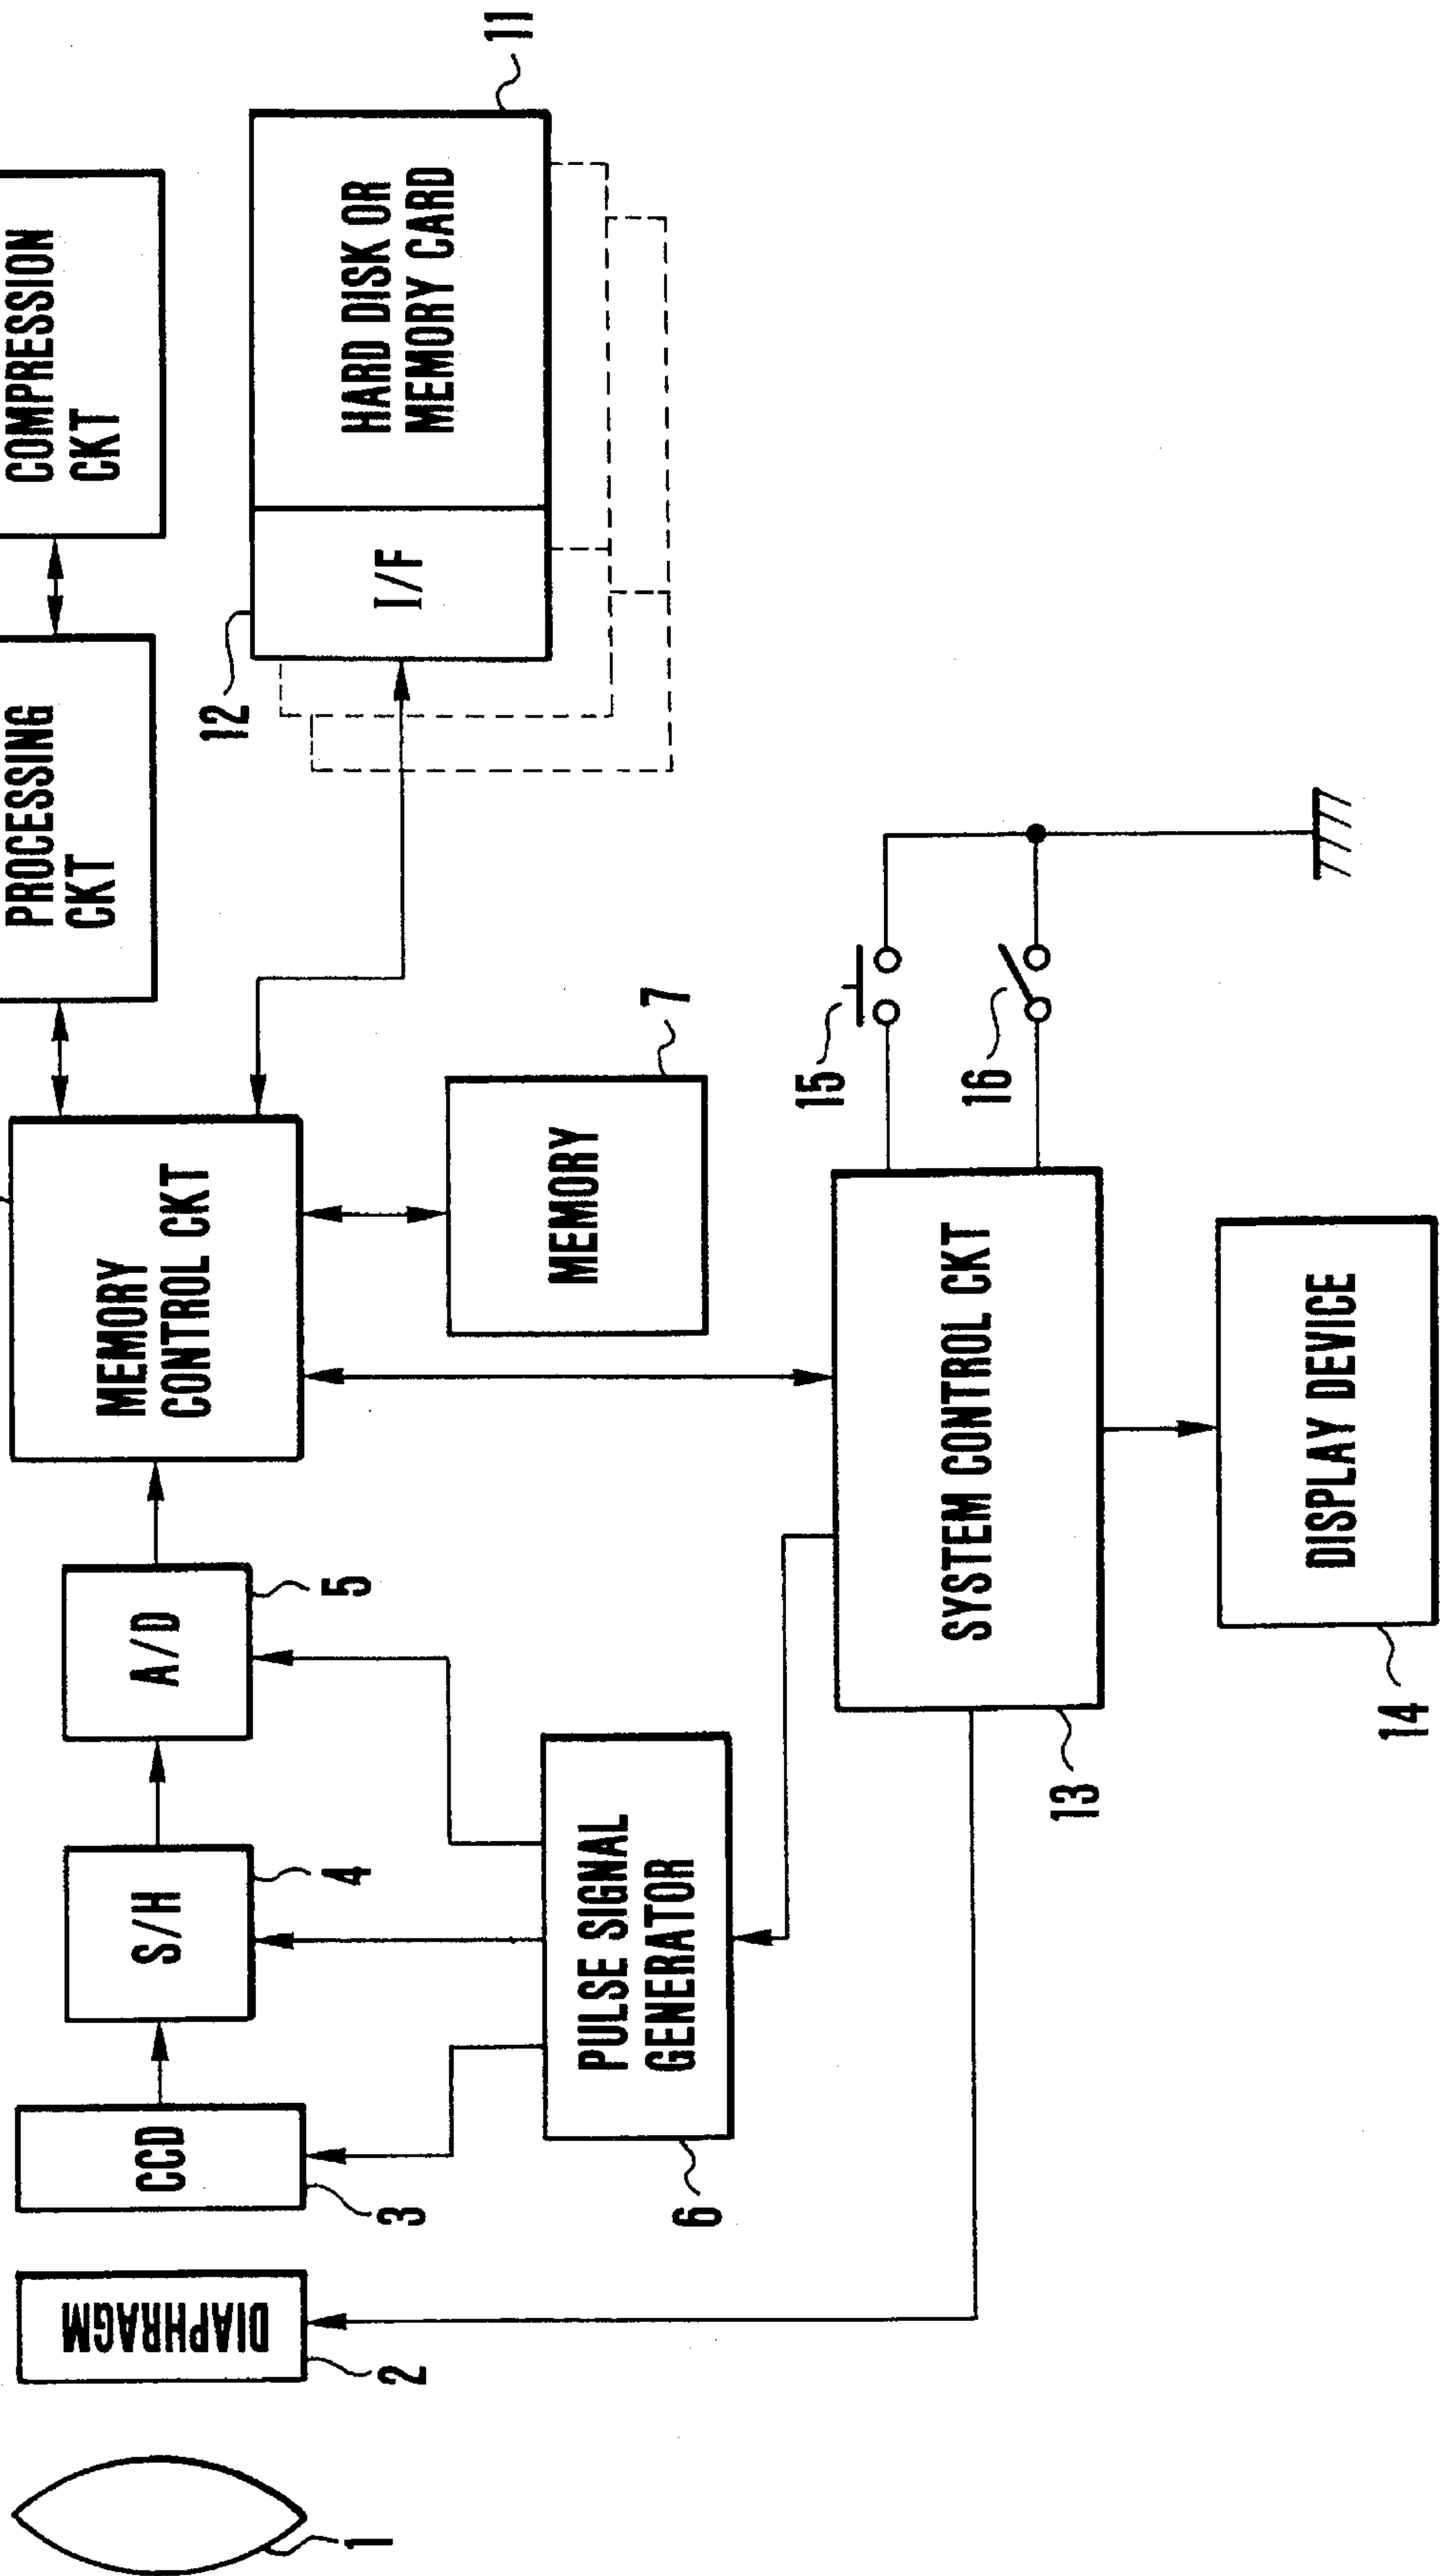 COMPRESSION
CKT
PROCESSING
CKT
11
HARD DISK OR
MEMORY CARD
I/F
12
MEMORY
CONTROL CKT
7
MEMORY
15
16
A/D
5
S/H
4
CCD
3
DIAPHRAGM
2
1
PULSE SIGNAL
GENERATOR
6
SYSTEM CONTROL CKT
13
DISPLAY DEVICE
14